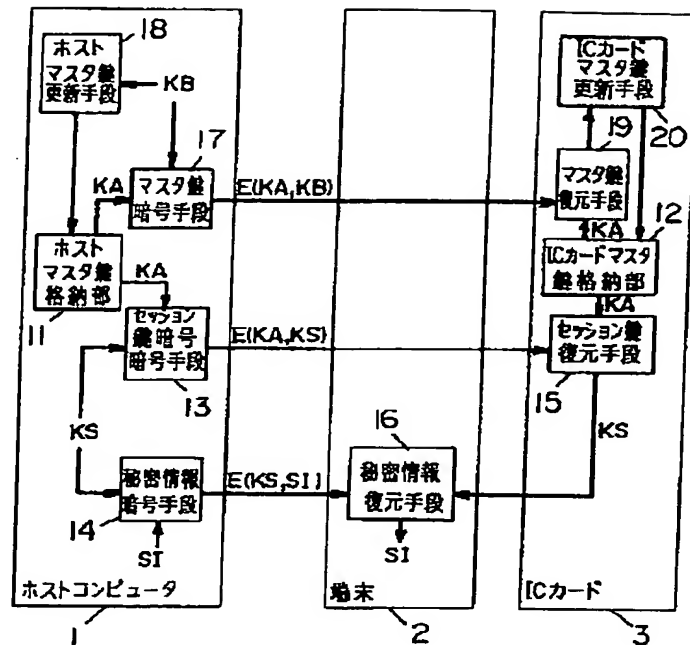 18
ホスト
マスタ鍵
更新手段
KB
17
KA
マスタ鍵
暗号手段
E(KA,KB)
ホスト
マスタ鍵
格納部
11
KA
セッション
鍵暗号
暗号手段
13
E(KA,KS)
KS
秘密情報
暗号手段
14
E(KS,SI)
SI
ホストコンピュータ
1
16
秘密情報
復元手段
SI
端末
2
ICカード
マスタ鍵
更新手段
20
19
マスタ鍵
復元手段
KA
12
ICカードマスタ
鍵格納部
KA
セッション鍵
復元手段
15
KS
ICカード
3